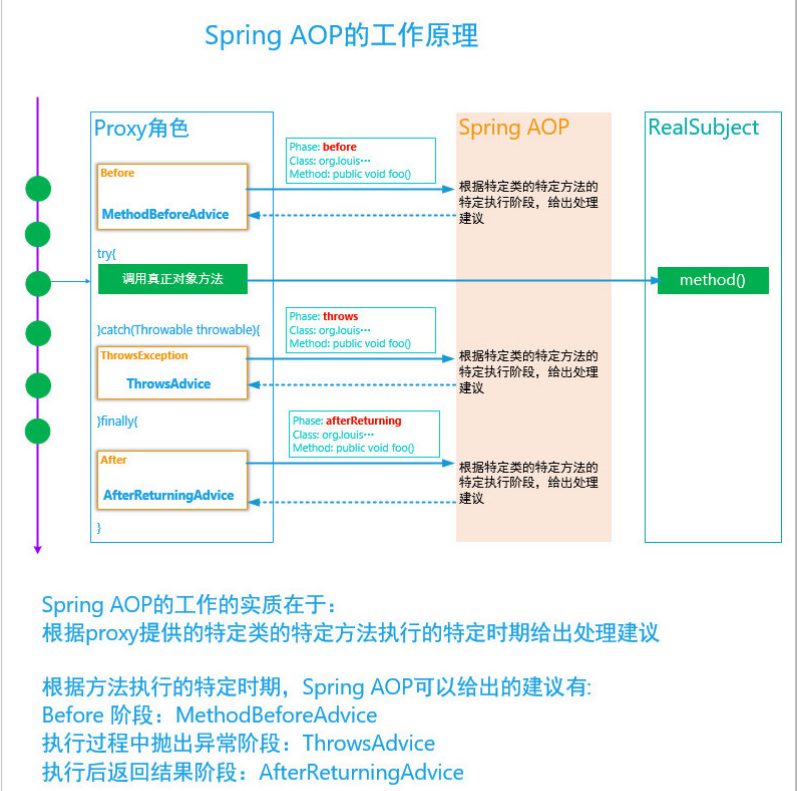 Spring AOP的工作原理
Proxy角色
Spring AOP
RealSubject
Before
MethodBeforeAdvice
Phase: before
Class: org.louis···
Method: public void foo()
根据特定类的特定方法的
特定执行阶段，给出处理
建议
try{
调用真正对象方法
method()
}catch(Throwable throwable){
Phase: throws
Class: org.louis···
Method: public void foo()
ThrowsException
ThrowsAdvice
根据特定类的特定方法的
特定执行阶段，给出处理
建议
}finally{
Phase: afterReturning
Class: org.louis···
Method: public void foo()
After
AfterReturningAdvice
根据特定类的特定方法的
特定执行阶段，给出处理
建议
}
Spring AOP的工作的实质在于：
根据proxy提供的特定类的特定方法执行的特定时期给出处理建议
根据方法执行的特定时期，Spring AOP可以给出的建议有:
Before 阶段：MethodBeforeAdvice
执行过程中抛出异常阶段：ThrowsAdvice
执行后返回结果阶段：AfterReturningAdvice